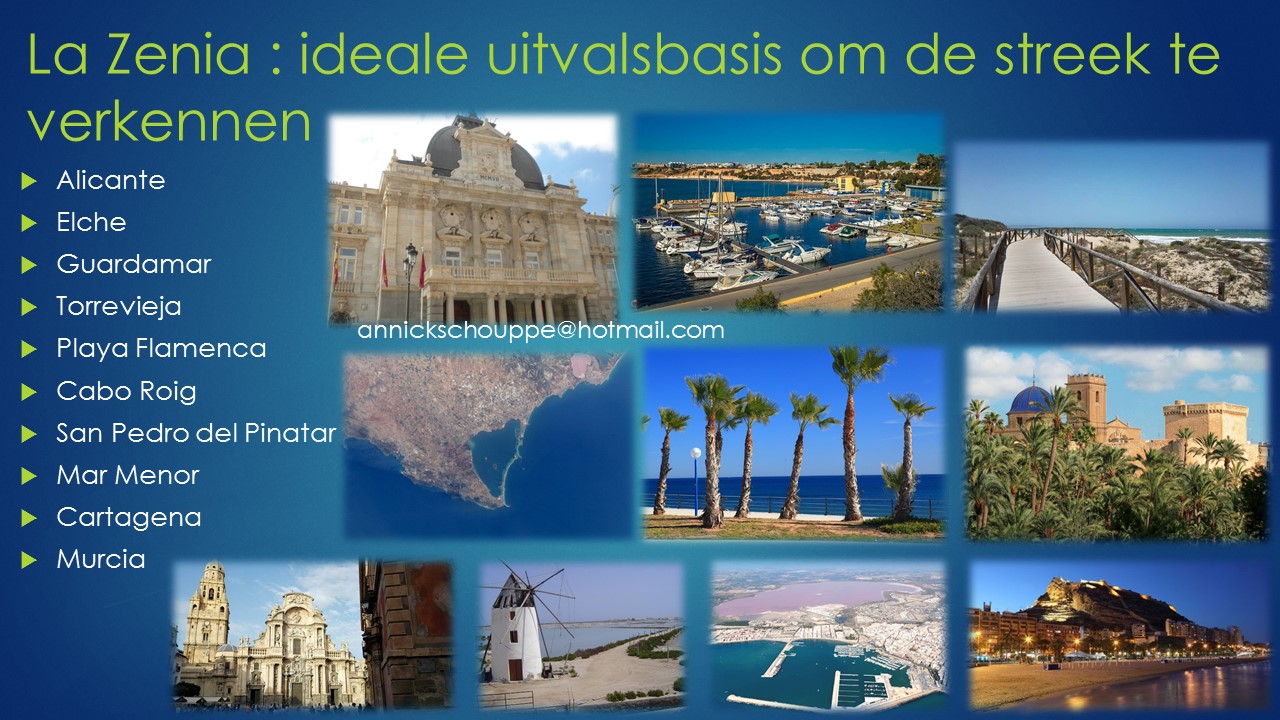 La Zenia : ideale uitvalsbasis om de streek te
verkennen
Alicante
Elche
Guardamar
Torrevieja
annickschouppe@hotmail.com
Playa Flamenca
Cabo Roig
San Pedro del Pinatar
Mar Menor
Cartagena
Murcia